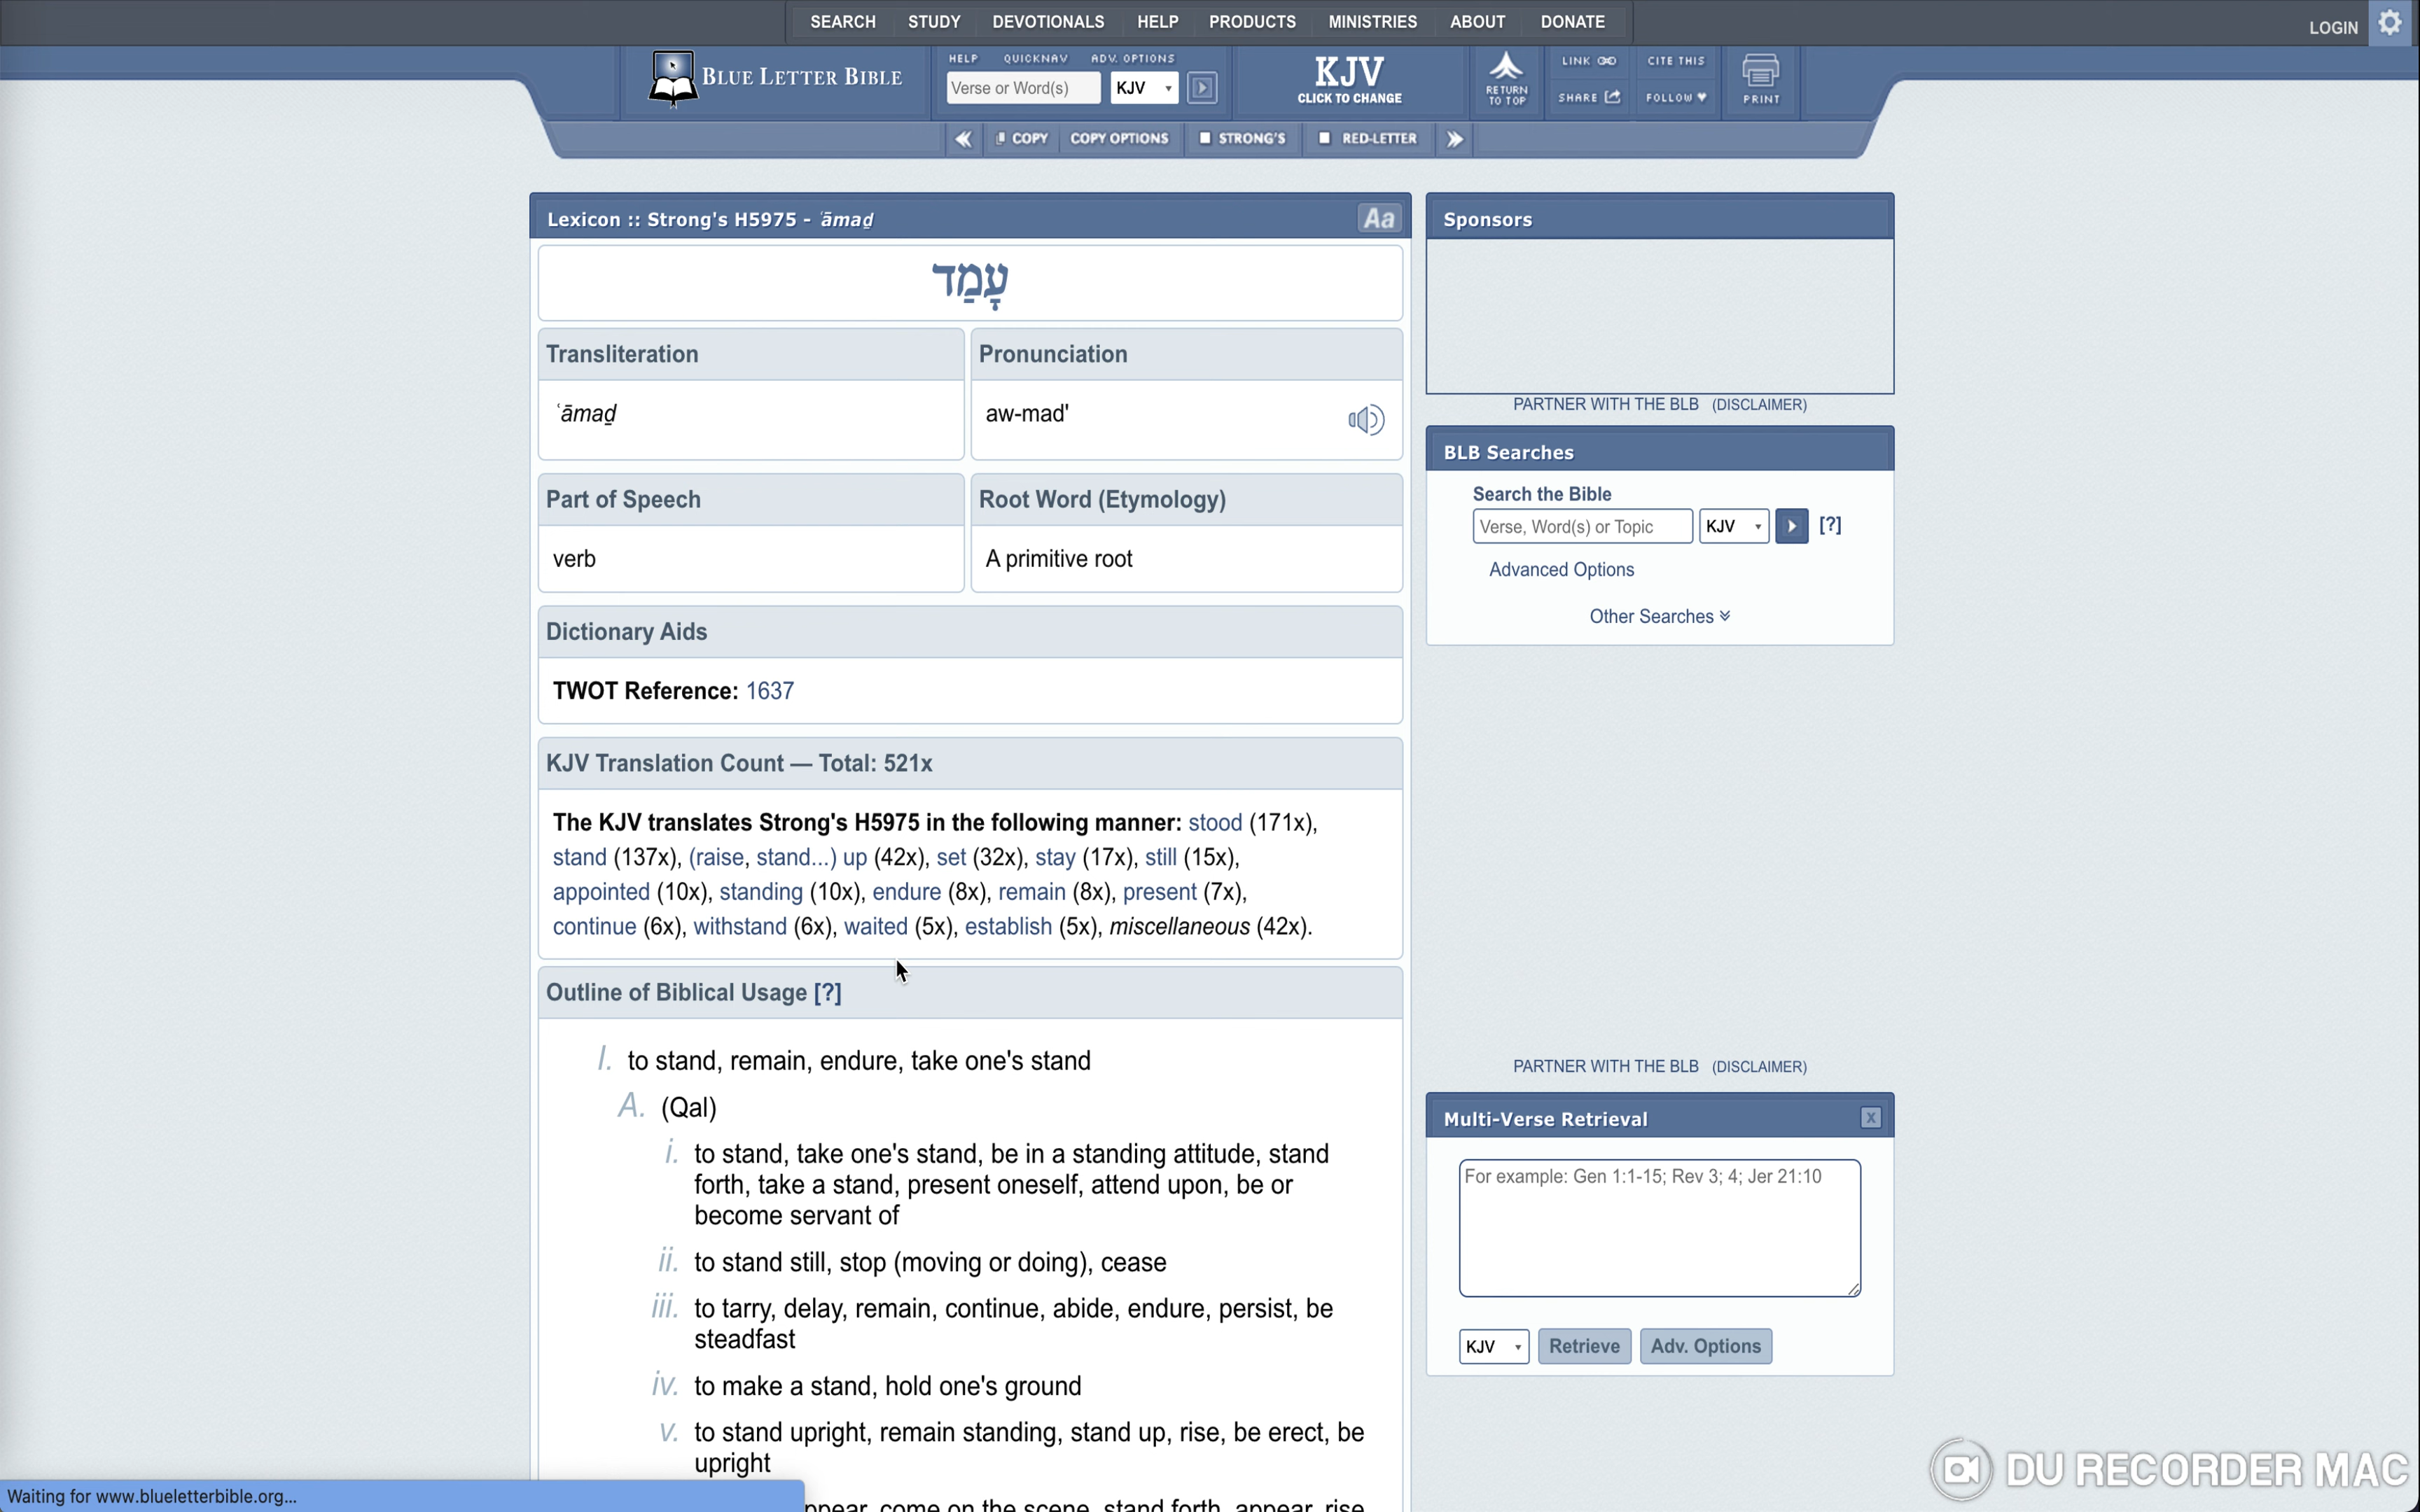 SEARCH STUDY DEVOTIONALS HELP PRODUCTS MINISTRIES ABOUT DONATE
LOGIN
BLUE LETTER BIBLE
HELP QUICKNAV ADV. OPTIONS
Verse or Word(s) KJV
KJV
CLICK TO CHANGE
RETURN
TO TOP
LINK CITE THIS
SHARE FOLLOW
PRINT
COPY COPY OPTIONS STRONG'S RED-LETTER
Lexicon :: Strong's H5975 - ʿāmaḏ
Aa
עָמַד
Transliteration
ʿāmaḏ
Pronunciation
aw-mad'
Part of Speech
verb
Root Word (Etymology)
A primitive root
Dictionary Aids
TWOT Reference: 1637
KJV Translation Count — Total: 521x
The KJV translates Strong's H5975 in the following manner: stood (171x),
stand (137x), (raise, stand...) up (42x), set (32x), stay (17x), still (15x),
appointed (10x), standing (10x), endure (8x), remain (8x), present (7x),
continue (6x), withstand (6x), waited (5x), establish (5x), miscellaneous (42x).
Outline of Biblical Usage [?]
I. to stand, remain, endure, take one's stand
A. (Qal)
i. to stand, take one's stand, be in a standing attitude, stand
forth, take a stand, present oneself, attend upon, be or
become servant of
ii. to stand still, stop (moving or doing), cease
iii. to tarry, delay, remain, continue, abide, endure, persist, be
steadfast
iv. to make a stand, hold one's ground
v. to stand upright, remain standing, stand up, rise, be erect, be
upright
come on the scene, stand forth, appear, rise
Sponsors
PARTNER WITH THE BLB (DISCLAIMER)
BLB Searches
Search the Bible
Verse, Word(s) or Topic KJV [?]
Advanced Options
Other Searches
PARTNER WITH THE BLB (DISCLAIMER)
Multi-Verse Retrieval
X
For example: Gen 1:1-15; Rev 3; 4; Jer 21:10
KJV Retrieve Adv. Options
Waiting for www.blueletterbible.org...
DU RECORDER MAC